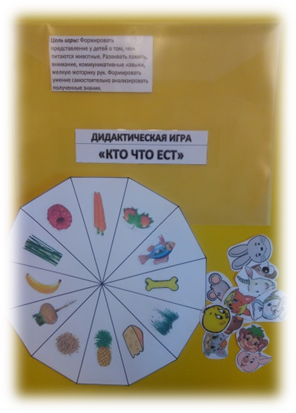 Цель игры: Формировать
представление у детей о том, чем
питаются животные. Развивать память,
внимание, коммуникативные навыки,
мелкую моторику рук. Формировать
умение самостоятельно анализировать
полученные знания.
ДИДАКТИЧЕСКАЯ ИГРА
«КТО ЧТО ЕСТ»